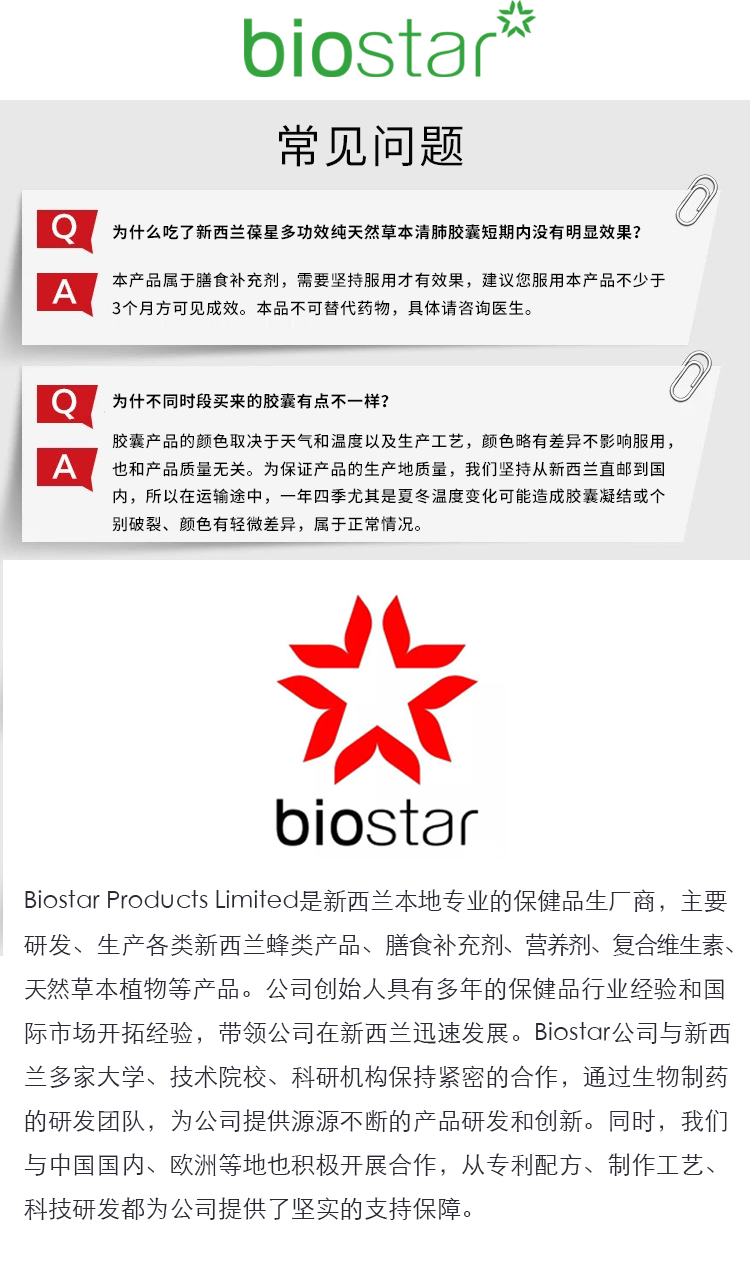 biostar
常见问题
Q
为什么吃了新西兰葆星多功效纯天然草本清肺胶囊短期内没有明显效果？
A
本产品属于膳食补充剂，需要坚持服用才有效果，建议您服用本产品不少于
3个月方可见成效。本品不可替代药物，具体请咨询医生。
Q
为什不同时段买来的胶囊有点不一样？
A
胶囊产品的颜色取决于天气和温度以及生产工艺，颜色略有差异不影响服用，
也和产品质量无关。为保证产品的生产地质量，我们坚持从新西兰直邮到国
内，所以在运输途中，一年四季尤其是夏冬温度变化可能造成胶囊凝结或个
别破裂、颜色有轻微差异，属于正常情况。
biostar
Biostar Products Limited是新西兰本地专业的保健品生厂商，主要
研发、生产各类新西兰蜂类产品、膳食补充剂、营养剂、复合维生素、
天然草本植物等产品。公司创始人具有多年的保健品行业经验和国
际市场开拓经验，带领公司在新西兰迅速发展。Biostar公司与新西
兰多家大学、技术院校、科研机构保持紧密的合作，通过生物制药
的研发团队，为公司提供源源不断的产品研发和创新。同时，我们
与中国国内、欧洲等地也积极开展合作，从专利配方、制作工艺、
科技研发都为公司提供了坚实的支持保障。